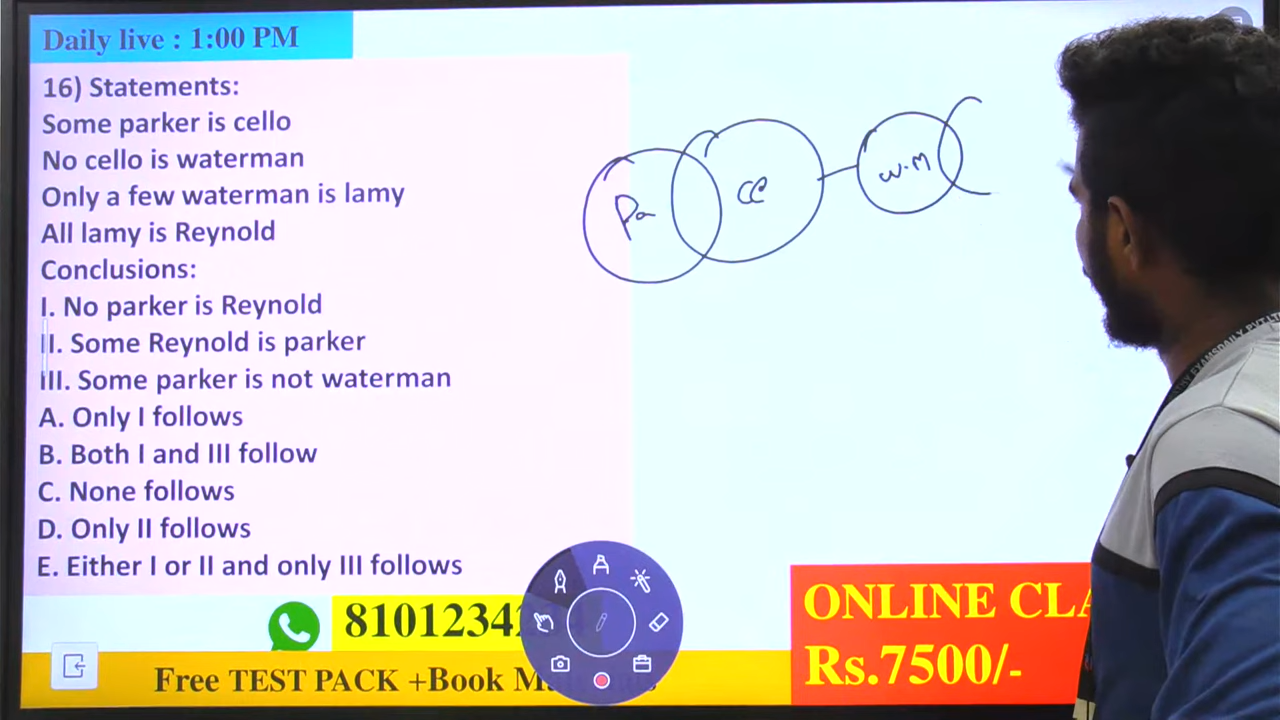 Daily live : 1:00 PM
16) Statements:
Some parker is cello
No cello is waterman
Only a few waterman is lamy
All lamy is Reynold
Conclusions:
I. No parker is Reynold
II. Some Reynold is parker
III. Some parker is not waterman
A. Only I follows
B. Both I and III follow
C. None follows
D. Only II follows
E. Either I or II and only III follows
Pa
ce
w.M
81012342
ONLINE CLA
Rs.7500/-
Free TEST PACK +Book M